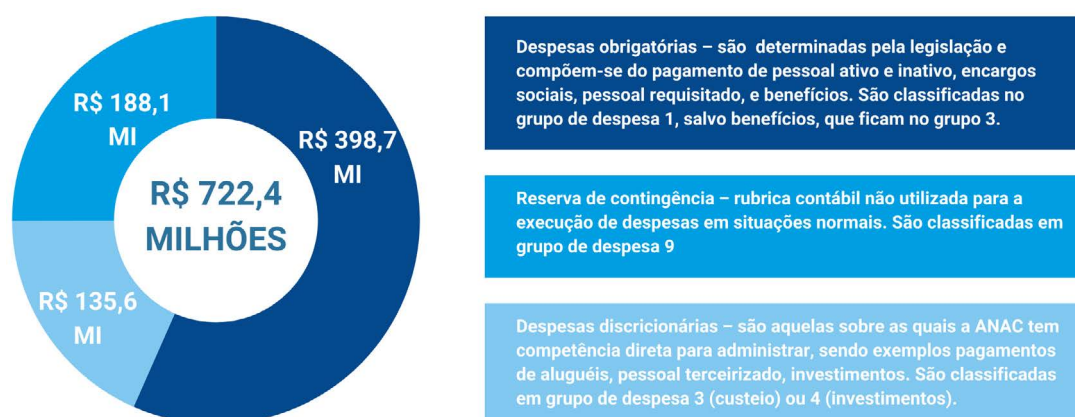 R$ 188,1
MI
R$ 398,7
MI
R$ 722,4
MILHÕES
R$ 135,6
MI
Despesas obrigatórias – são determinadas pela legislação e
compõem-se do pagamento de pessoal ativo e inativo, encargos
sociais, pessoal requisitado, e benefícios. São classificadas no
grupo de despesa 1, salvo benefícios, que ficam no grupo 3.
Reserva de contingência – rubrica contábil não utilizada para a
execução de despesas em situações normais. São classificadas em
grupo de despesa 9
Despesas discricionárias – são aquelas sobre as quais a ANAC tem
competência direta para administrar, sendo exemplos pagamentos
de aluguéis, pessoal terceirizado, investimentos. São classificadas
em grupo de despesa 3 (custeio) ou 4 (investimentos).